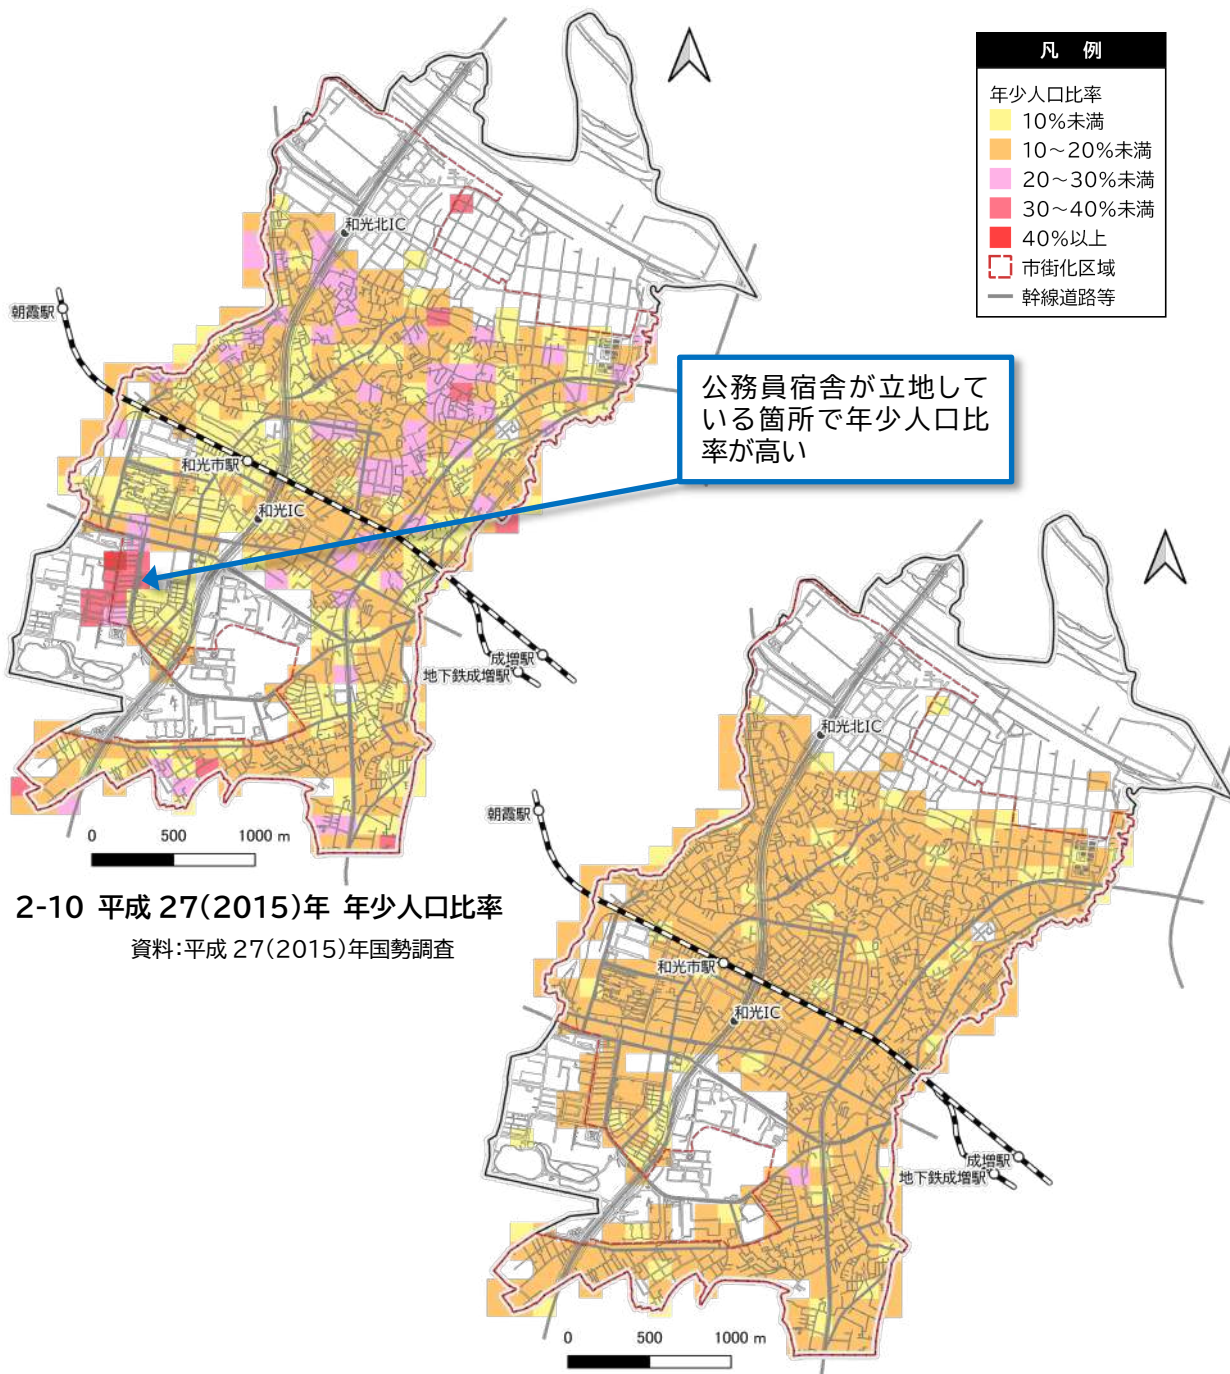 凡 例
年少人口比率
10%未満
10～20%未満
20～30%未満
30～40%未満
40%以上
市街化区域
幹線道路等
和光北IC
朝霞駅
公務員宿舎が立地して
いる箇所で年少人口比
率が高い
和光市駅
和光IC
成増駅
地下鉄成増駅
0 500 1000 m
2-10 平成 27(2015)年 年少人口比率
資料:平成 27(2015)年国勢調査
和光北IC
朝霞駅
和光市駅
和光IC
成増駅
地下鉄成増駅
0 500 1000 m